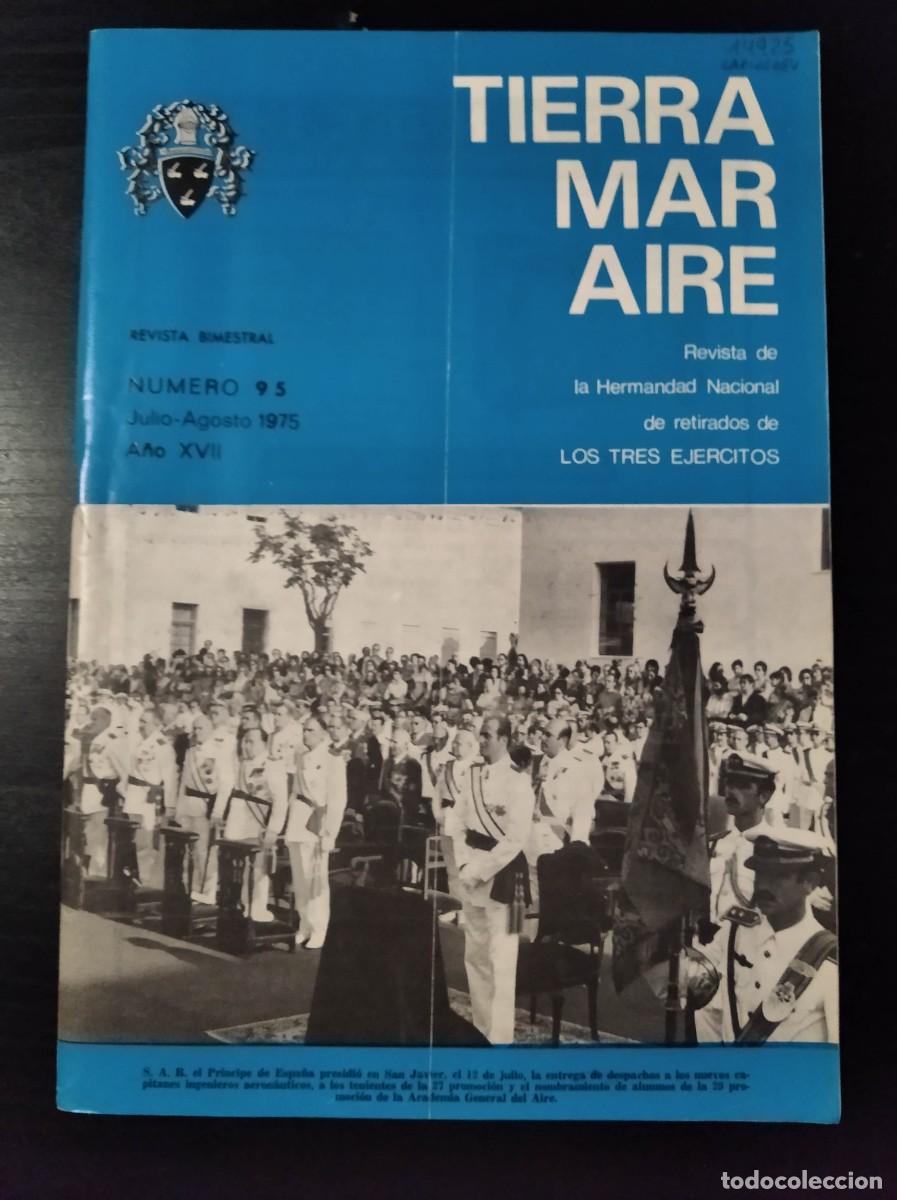 14925
TIERRA
MAR
AIRE
REVISTA BIMESTRAL
NUMERO 95
Julio-Agosto 1975
Año XVII
Revista de
la Hermandad Nacional
de retirados de
LOS TRES EJERCITOS
S. A. R. el Príncipe de España presidió en San Javier, el 12 de julio, la entrega de despachos a los nuevos ca-
pitanes ingenieros aeronáuticos, a los tenientes de la 27 promoción y el nombramiento de alumnos de la 29 pro-
moción de la Academia General del Aire.
todocoleccion